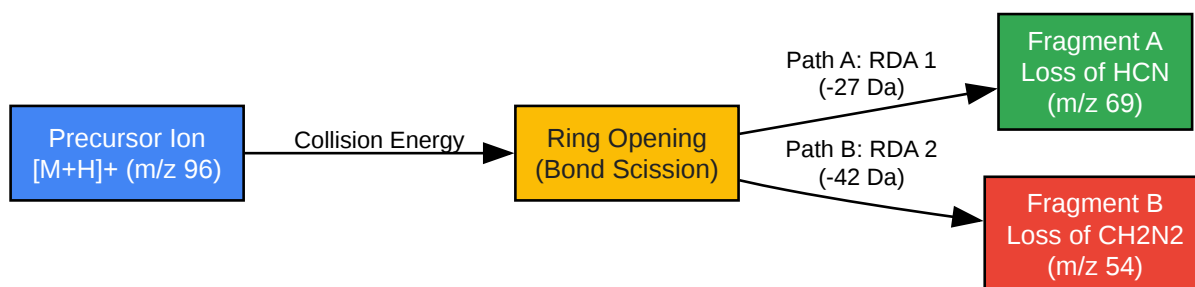 Precursor Ion
[M+H]+ (m/z 96)
Collision Energy
Ring Opening
(Bond Scission)
Path A: RDA 1
(-27 Da)
Path B: RDA 2
(-42 Da)
Fragment A
Loss of HCN
(m/z 69)
Fragment B
Loss of CH2N2
(m/z 54)